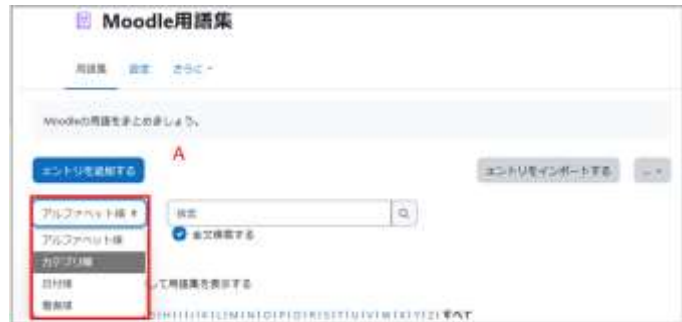 Moodle用語集
用語集 設定 さらに
Moodleの用語をまとめましょう。
A
エントリを追加する エントリをインポートする
アルファベット順 検索
アルファベット順 全文検索する
カテゴリ順
日付順 して用語集を表示する
著者順
H | I | J | K | L | M | N | O | P | Q | R | S | T | U | V | W | X | Y | Z | すべて